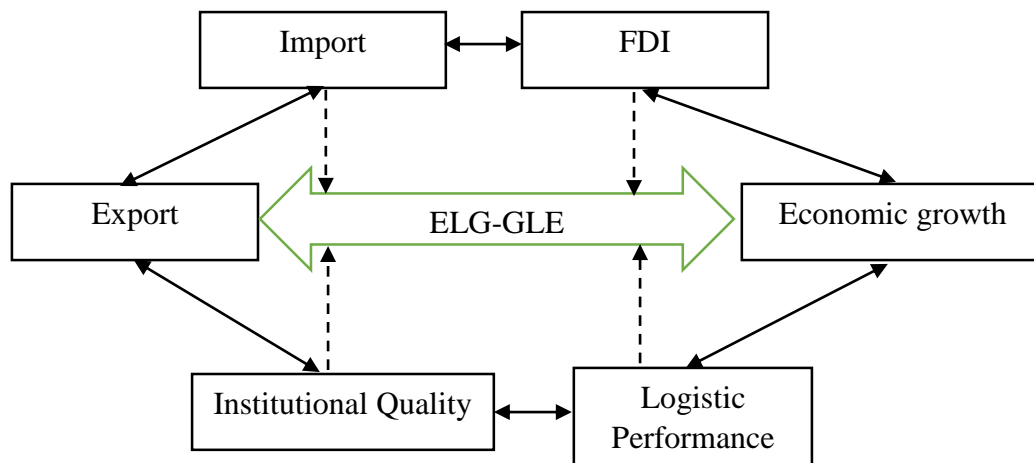 Import
FDI
Export
ELG-GLE
Economic growth
Institutional Quality
Logistic
Performance